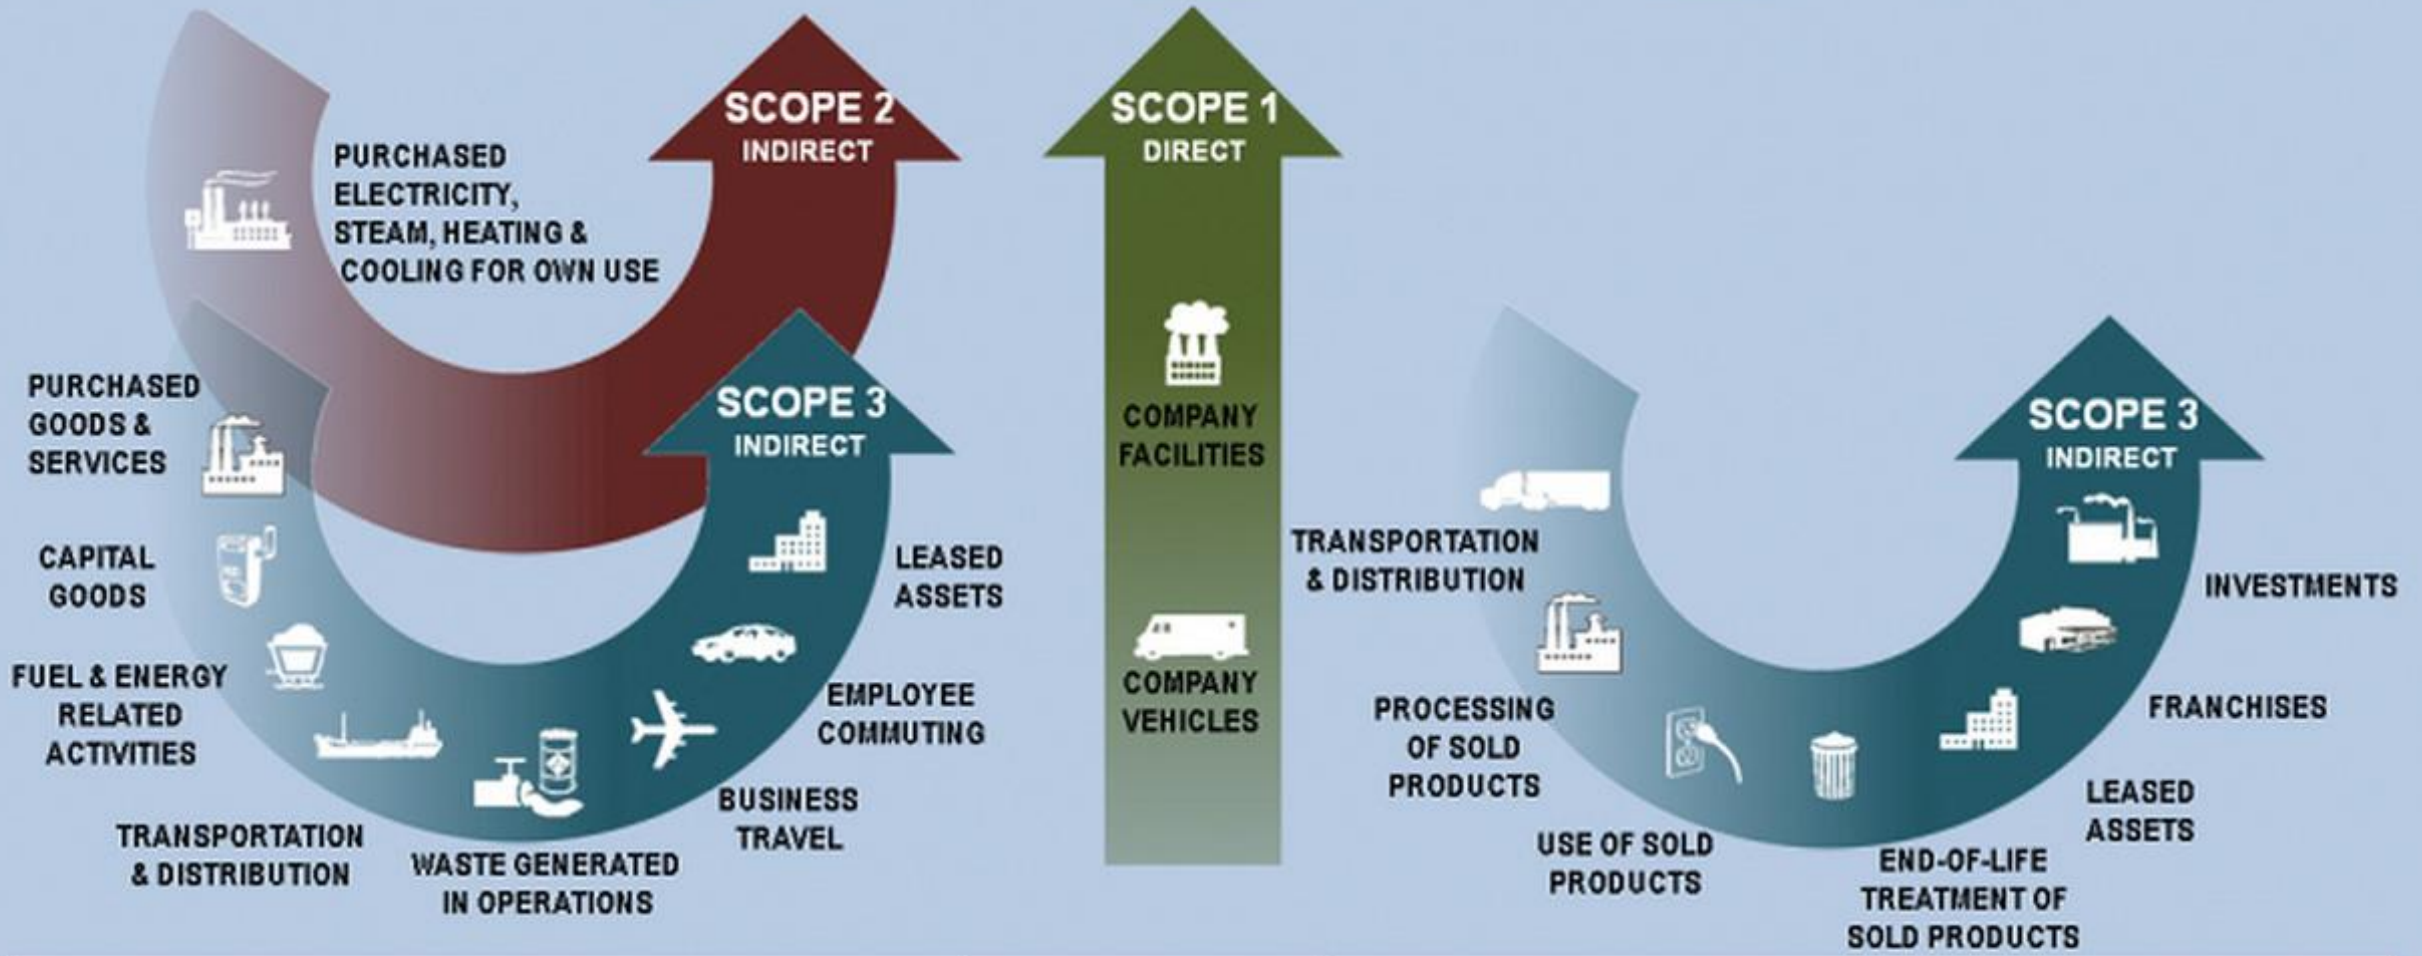 SCOPE 2
INDIRECT
PURCHASED
ELECTRICITY,
STEAM, HEATING &
COOLING FOR OWN USE
SCOPE 3
INDIRECT
PURCHASED
GOODS &
SERVICES
CAPITAL
GOODS
FUEL & ENERGY
RELATED
ACTIVITIES
TRANSPORTATION
& DISTRIBUTION
WASTE GENERATED
IN OPERATIONS
BUSINESS
TRAVEL
EMPLOYEE
COMMUTING
LEASED
ASSETS
SCOPE 1
DIRECT
COMPANY
FACILITIES
COMPANY
VEHICLES
SCOPE 3
INDIRECT
TRANSPORTATION
& DISTRIBUTION
PROCESSING
OF SOLD
PRODUCTS
USE OF SOLD
PRODUCTS
END-OF-LIFE
TREATMENT OF
SOLD PRODUCTS
LEASED
ASSETS
FRANCHISES
INVESTMENTS